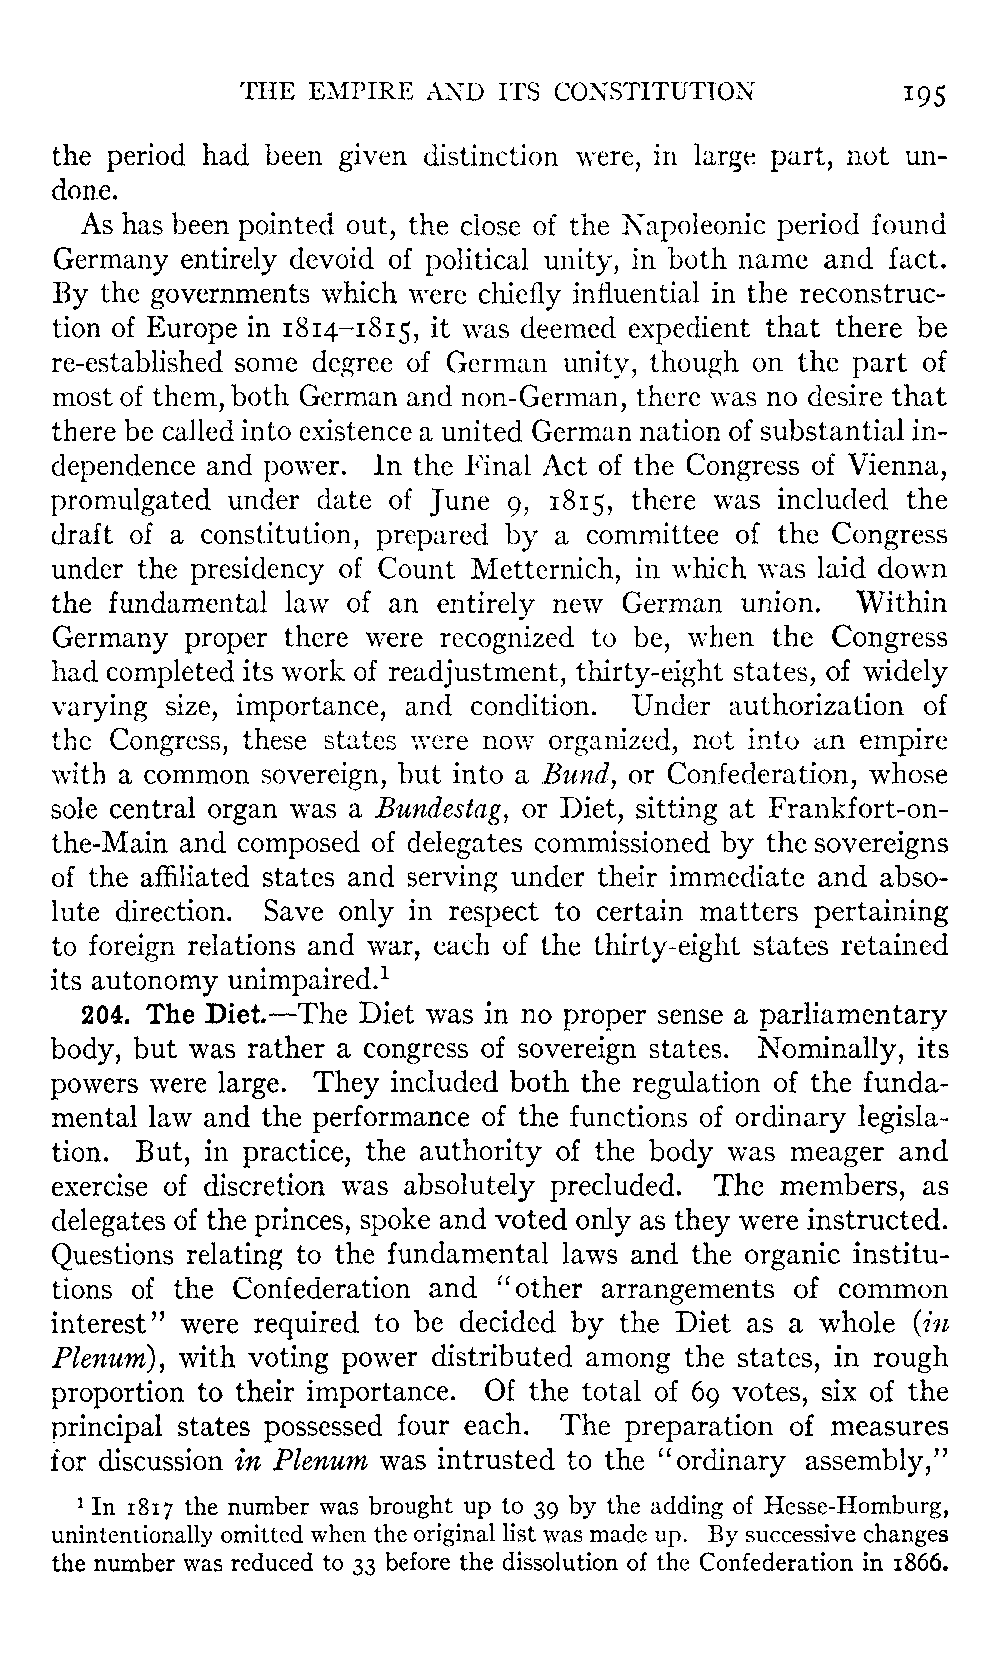 THE EMPIRE AND ITS CONSTITUTION 195
the period had been given distinction were, in large part, not un-
done.
As has been pointed out, the close of the Napoleonic period found
Germany entirely devoid of political unity, in both name and fact.
By the governments which were chiefly influential in the reconstruc-
tion of Europe in 1814–1815, it was deemed expedient that there be
re-established some degree of German unity, though on the part of
most of them, both German and non-German, there was no desire that
there be called into existence a united German nation of substantial in-
dependence and power. In the Final Act of the Congress of Vienna,
promulgated under date of June 9, 1815, there was included the
draft of a constitution, prepared by a committee of the Congress
under the presidency of Count Metternich, in which was laid down
the fundamental law of an entirely new German union. Within
Germany proper there were recognized to be, when the Congress
had completed its work of readjustment, thirty-eight states, of widely
varying size, importance, and condition. Under authorization of
the Congress, these states were now organized, not into an empire
with a common sovereign, but into a Bund, or Confederation, whose
sole central organ was a Bundestag, or Diet, sitting at Frankfort-on-
the-Main and composed of delegates commissioned by the sovereigns
of the affiliated states and serving under their immediate and abso-
lute direction. Save only in respect to certain matters pertaining
to foreign relations and war, each of the thirty-eight states retained
its autonomy unimpaired.¹
204. The Diet.—The Diet was in no proper sense a parliamentary
body, but was rather a congress of sovereign states. Nominally, its
powers were large. They included both the regulation of the funda-
mental law and the performance of the functions of ordinary legisla-
tion. But, in practice, the authority of the body was meager and
exercise of discretion was absolutely precluded. The members, as
delegates of the princes, spoke and voted only as they were instructed.
Questions relating to the fundamental laws and the organic institu-
tions of the Confederation and "other arrangements of common
interest" were required to be decided by the Diet as a whole (in
Plenum), with voting power distributed among the states, in rough
proportion to their importance. Of the total of 69 votes, six of the
principal states possessed four each. The preparation of measures
for discussion in Plenum was intrusted to the "ordinary assembly,"
¹ In 1817 the number was brought up to 39 by the adding of Hesse-Homburg,
unintentionally omitted when the original list was made up. By successive changes
the number was reduced to 33 before the dissolution of the Confederation in 1866.